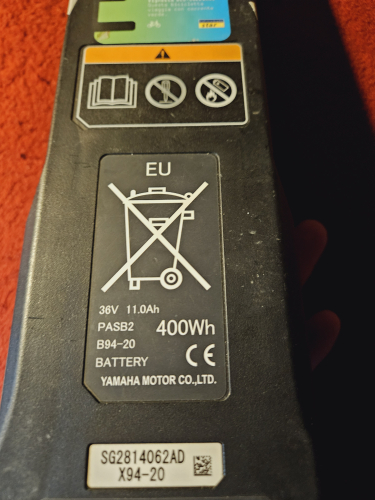 EU
36V 11.0Ah
PASB2 400Wh
B94-20
BATTERY CE
YAMAHA MOTOR CO.,LTD.
SG2814062AD
X94-20